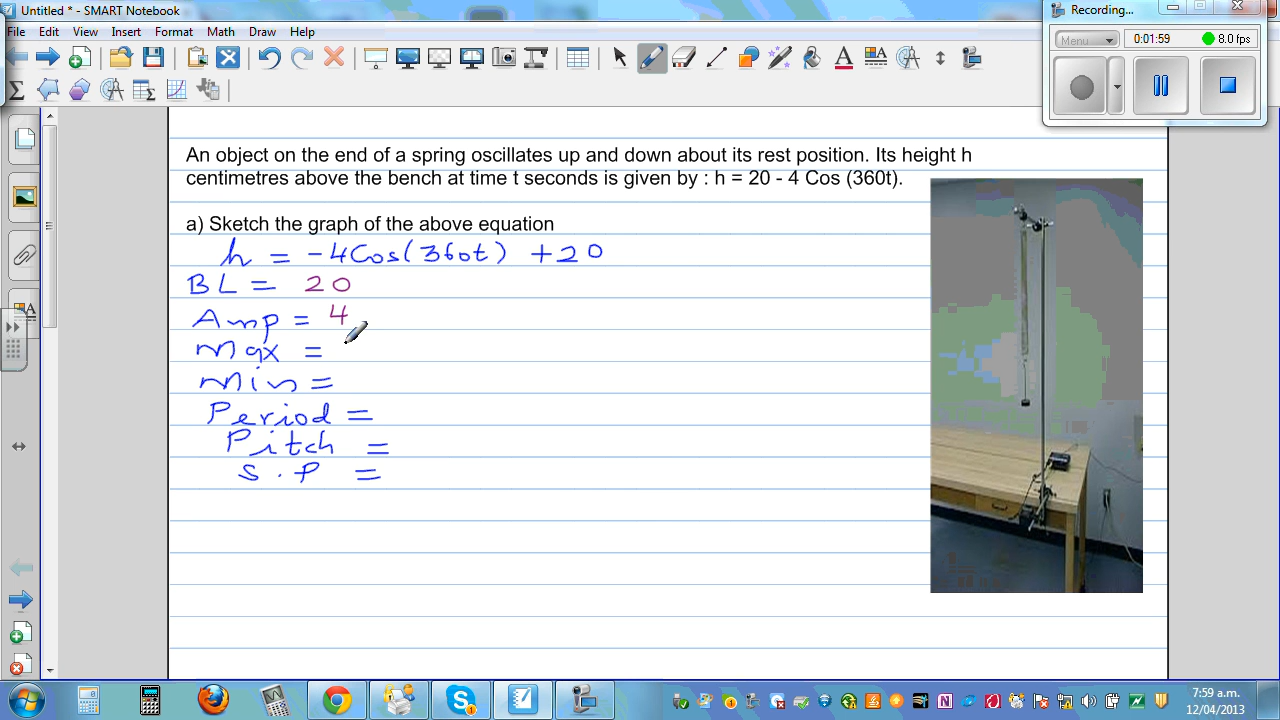 Untitled * - SMART Notebook
File Edit View Insert Format Math Draw Help
Recording...
Menu 0:01:59 8.0 fps
An object on the end of a spring oscillates up and down about its rest position. Its height h
centimetres above the bench at time t seconds is given by : h = 20 - 4 Cos (360t).
a) Sketch the graph of the above equation
h = -4Cos(360t) +20
BL = 20
Amp = 4
Max =
Min =
Period =
Pitch =
S.P =
7:59 a.m.
12/04/2013